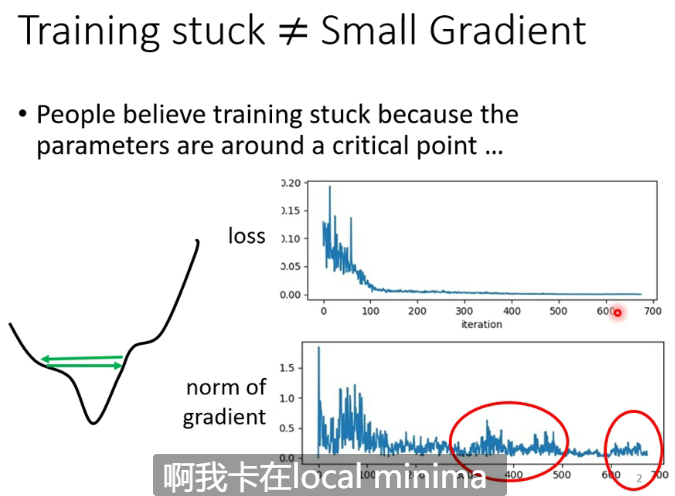 Training stuck ≠ Small Gradient
• People believe training stuck because the
parameters are around a critical point ...
loss
0.20
0.15
0.10
0.05
0.00
0 100 200 300 400 500 600 700
iteration
norm of
gradient
1.5
1.0
0.5
0.0
400 500 600 700
2
啊我卡在local minima